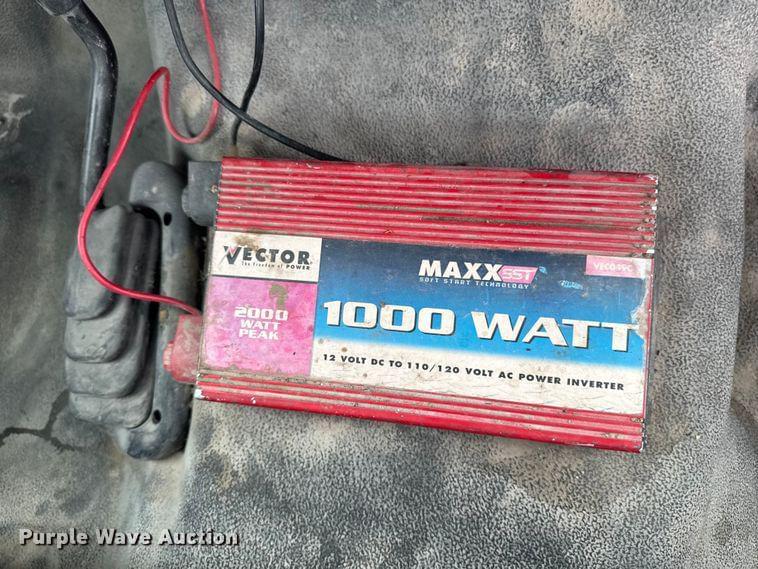 VECTOR
The Freedom of POWER
MAXX SST
SOFT START TECHNOLOGY
VEC049C
2000
WATT
PEAK
1000 WATT
12 VOLT DC TO 110/120 VOLT AC POWER INVERTER
Purple Wave Auction